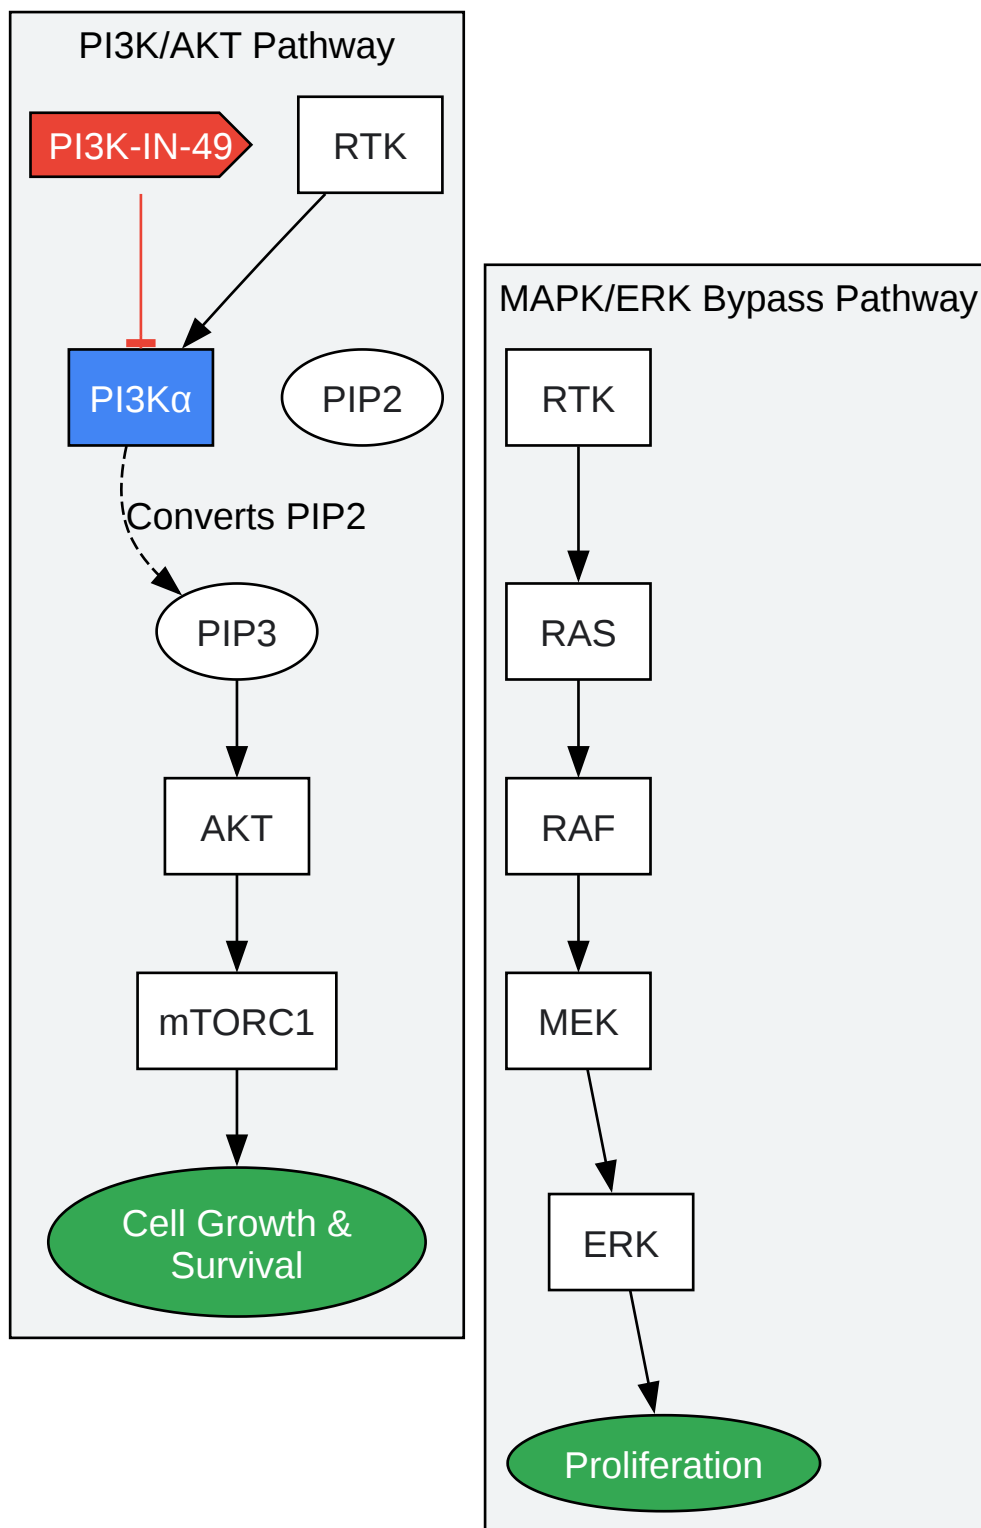 PI3K/AKT Pathway
PI3K-IN-49
RTK
PI3Kα
PIP2
Converts PIP2
PIP3
AKT
mTORC1
Cell Growth &
Survival
MAPK/ERK Bypass Pathway
RTK
RAS
RAF
MEK
ERK
Proliferation